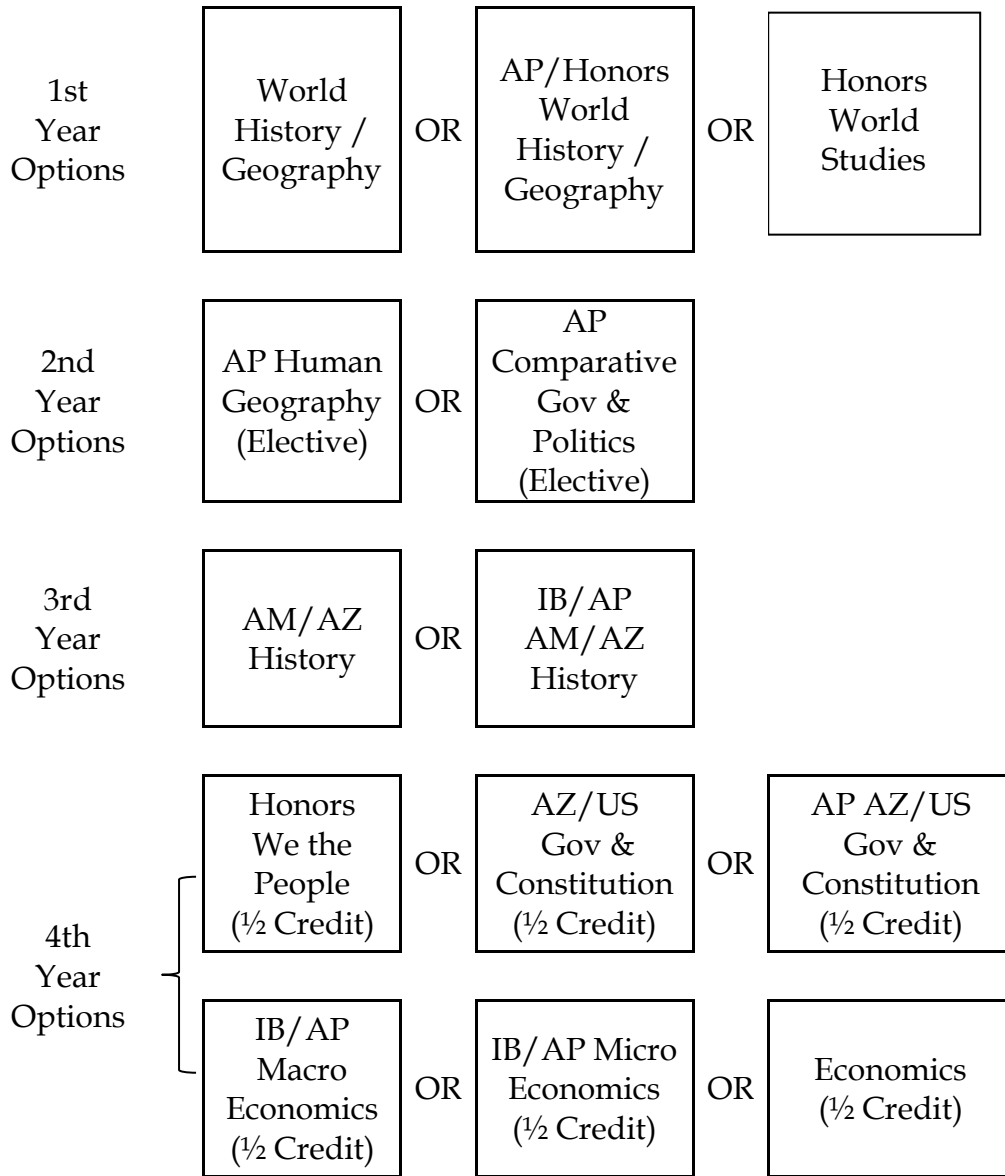 1st
Year
Options
World
History /
Geography
OR
AP/Honors
World
History /
Geography
OR
Honors
World
Studies
2nd
Year
Options
AP Human
Geography
(Elective)
OR
AP
Comparative
Gov &
Politics
(Elective)
3rd
Year
Options
AM/AZ
History
OR
IB/AP
AM/AZ
History
4th
Year
Options
Honors
We the
People
(½ Credit)
OR
AZ/US
Gov &
Constitution
(½ Credit)
OR
AP AZ/US
Gov &
Constitution
(½ Credit)
IB/AP
Macro
Economics
(½ Credit)
OR
IB/AP Micro
Economics
(½ Credit)
OR
Economics
(½ Credit)